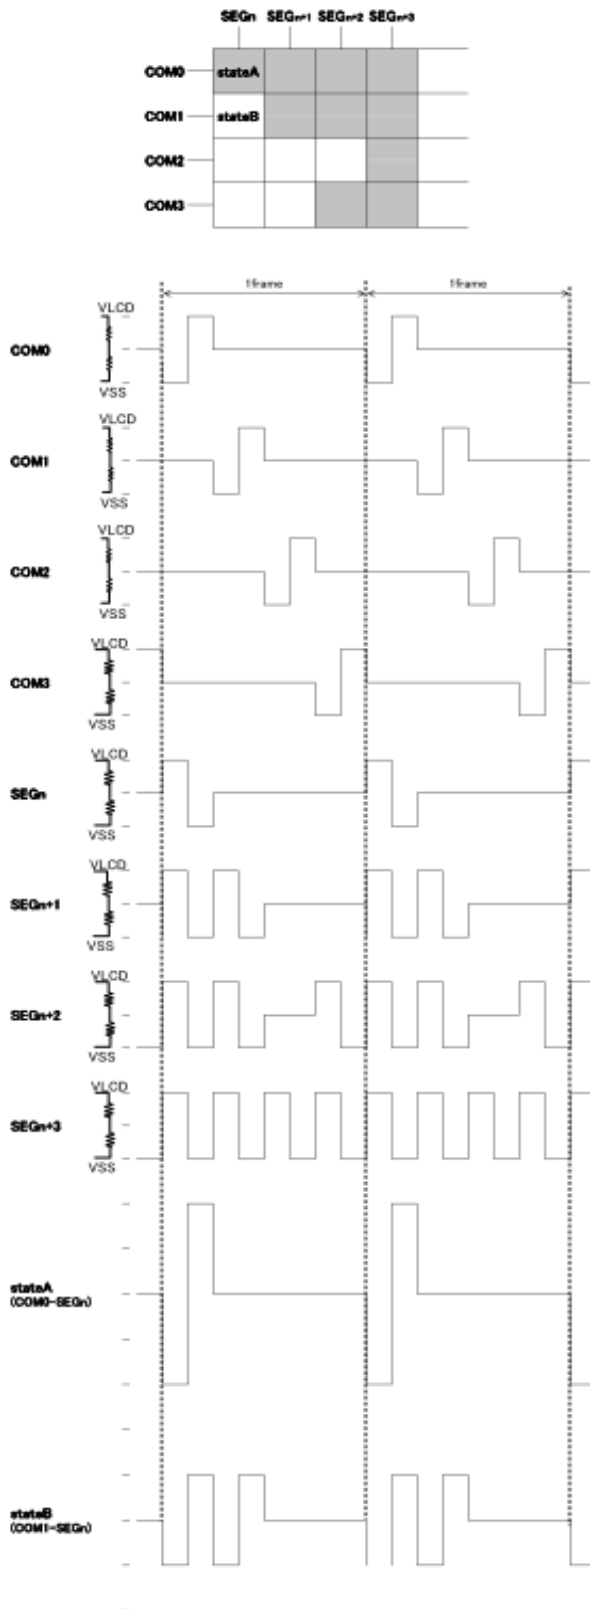 SEGn SEGn+1 SEGn+2 SEGn+3
COM0 stateA
COM1 stateB
COM2
COM3
1frame 1frame
VLCD
COM0
VSS
VLCD
COM1
VSS
VLCD
COM2
VSS
VLCD
COM3
VSS
VLCD
SEGn
VSS
VLCD
SEGn+1
VSS
VLCD
SEGn+2
VSS
VLCD
SEGn+3
VSS
stateA
(COM0-SEGn)
stateB
(COM1-SEGn)